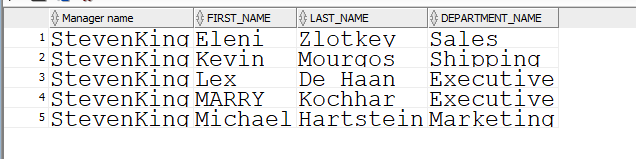 Manager name FIRST_NAME LAST_NAME DEPARTMENT_NAME
1 StevenKing Eleni Zlotkey Sales
2 StevenKing Kevin Mourgos Shipping
3 StevenKing Lex De Haan Executive
4 StevenKing MARRY Kochhar Executive
5 StevenKing Michael Hartstein Marketing